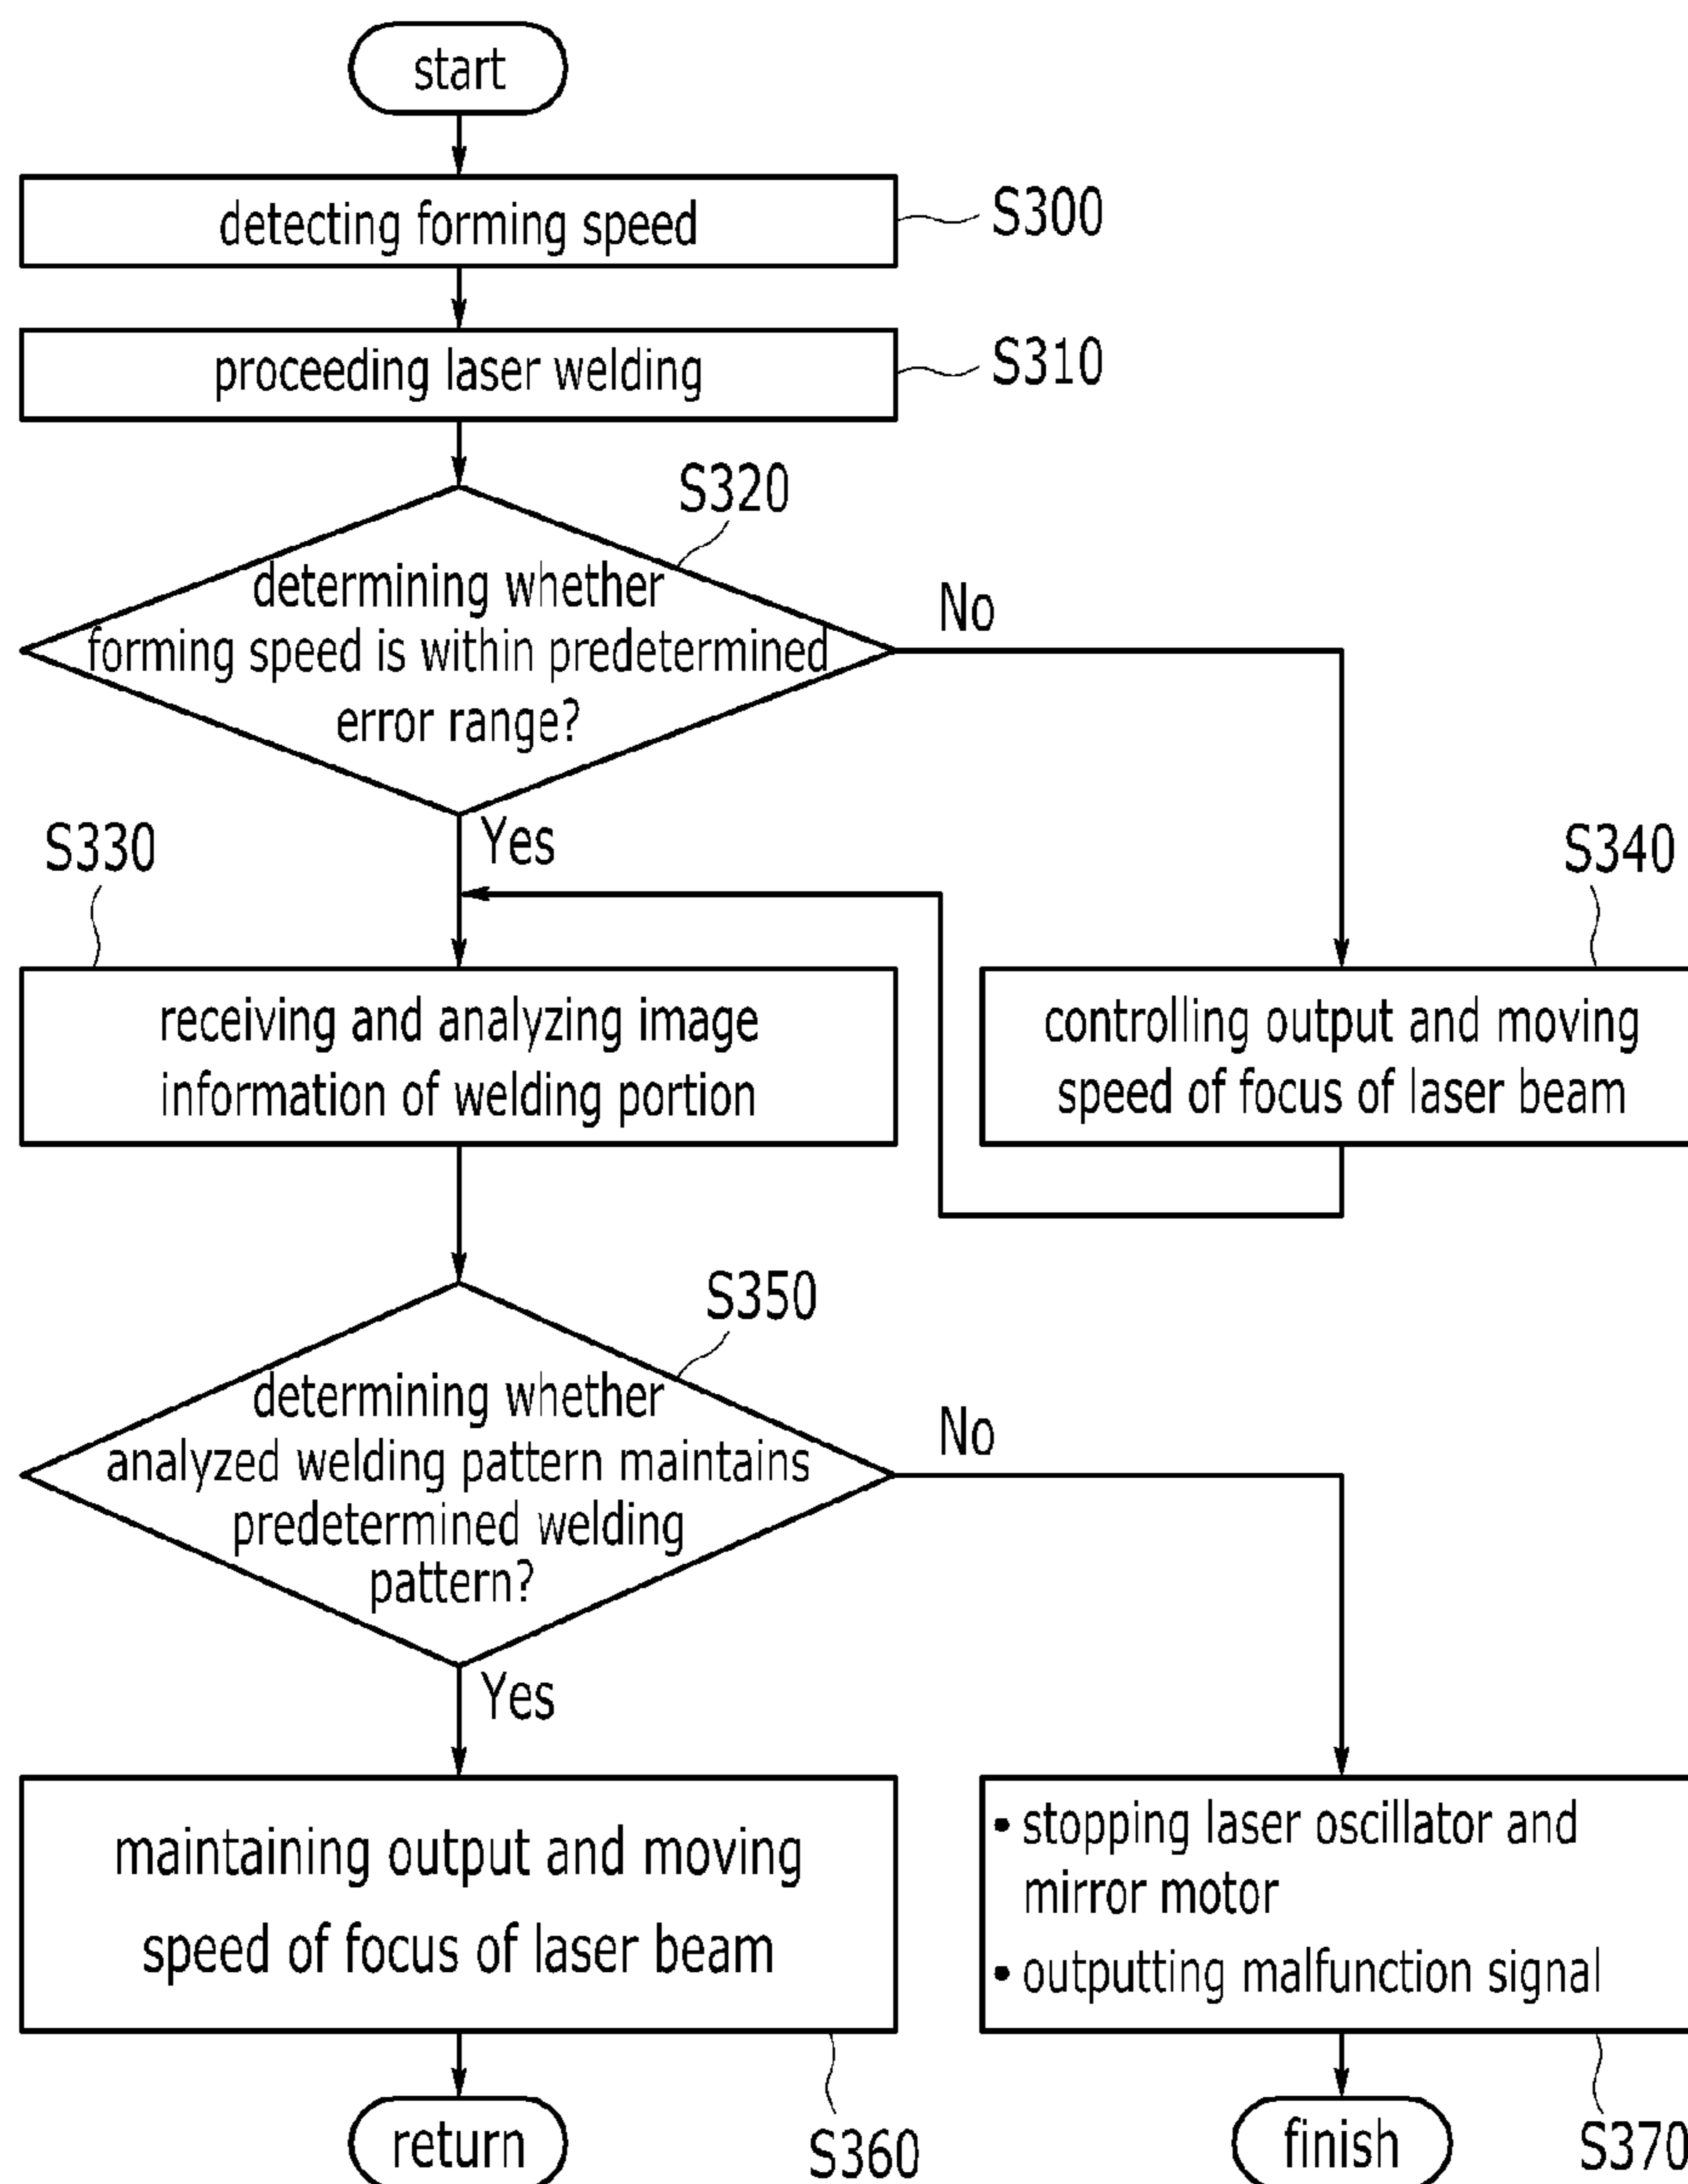 start
detecting forming speed
S300
proceeding laser welding
S310
S320
determining whether
forming speed is within predetermined
error range?
No
Yes
S330
S340
receiving and analyzing image
information of welding portion
controlling output and moving
speed of focus of laser beam
S350
determining whether
analyzed welding pattern maintains
predetermined welding
pattern?
No
Yes
maintaining output and moving
speed of focus of laser beam
• stopping laser oscillator and
mirror motor
• outputting malfunction signal
return
S360
finish
S370